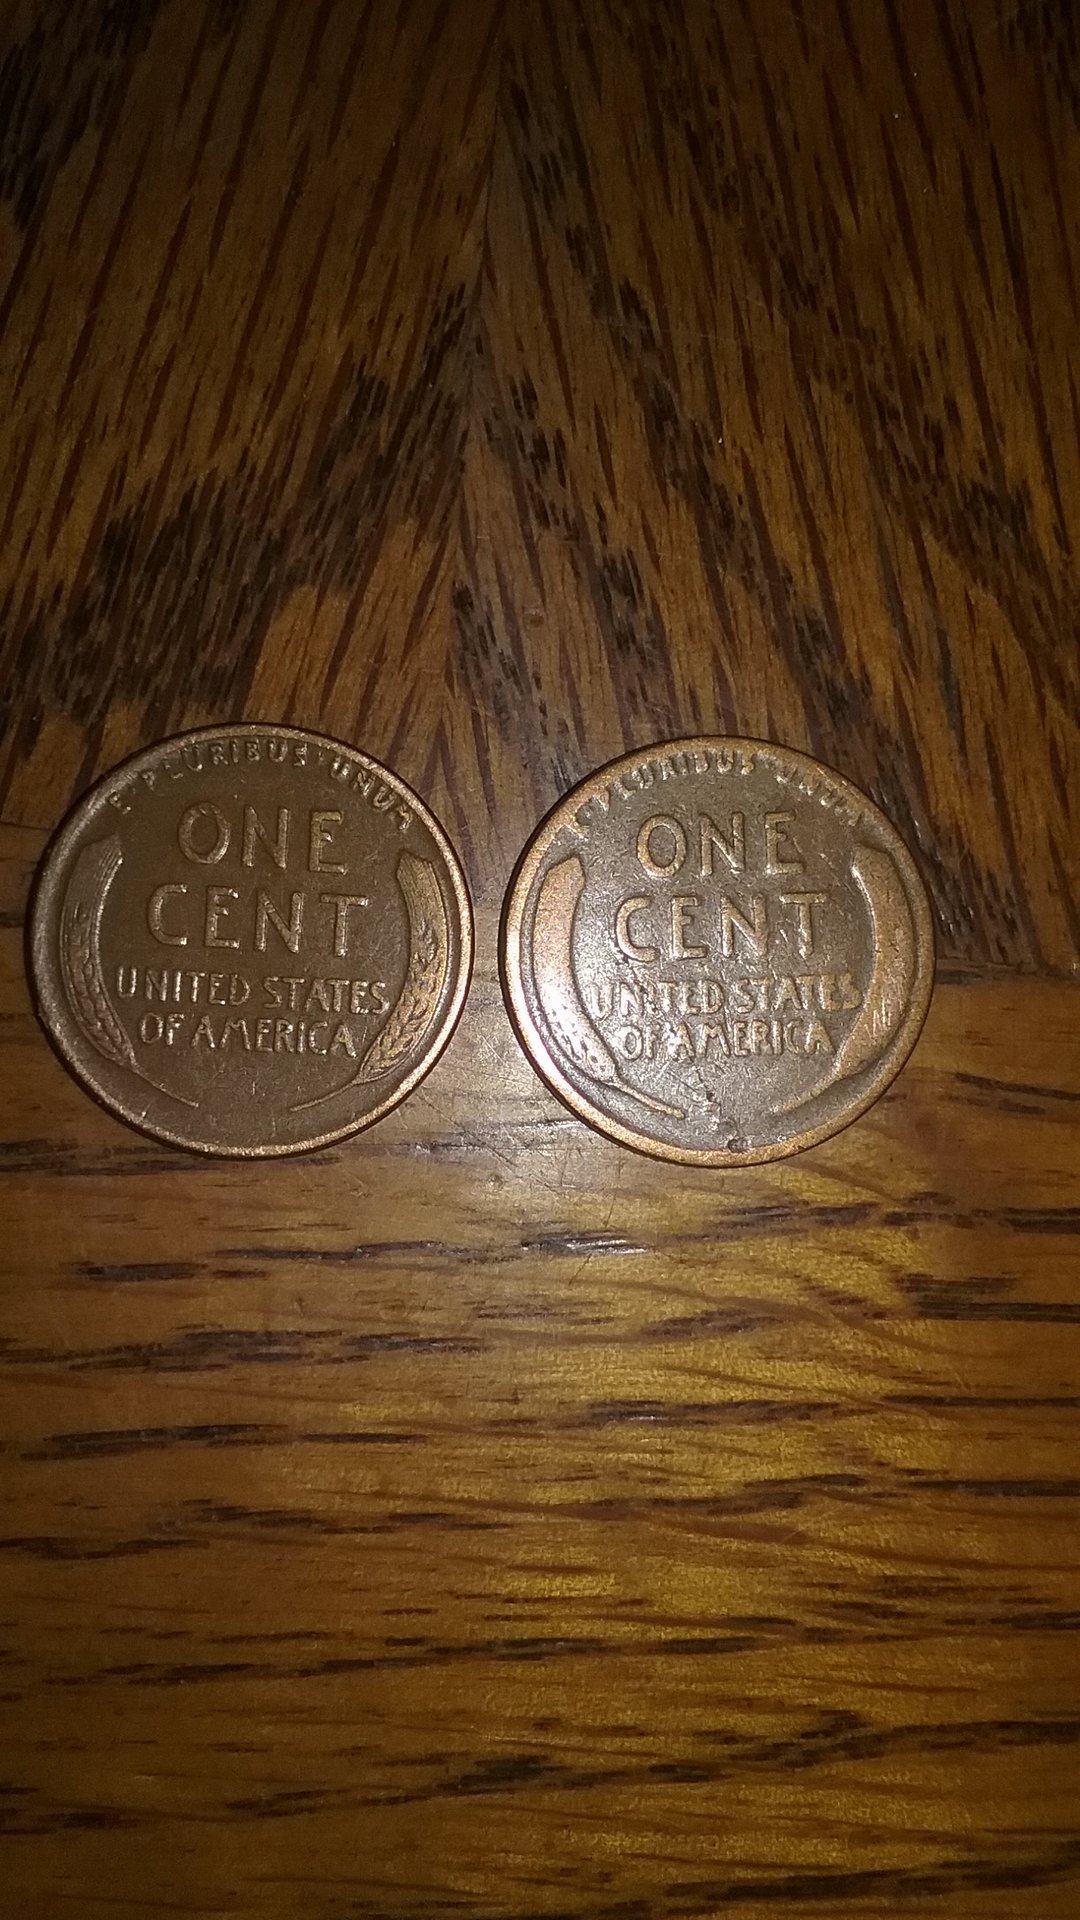 E·PLURIBUS·UNUM
ONE
CENT
UNITED STATES
OF AMERICA
E·PLURIBUS·UNUM
ONE
CENT
UNITED STATES
OF AMERICA